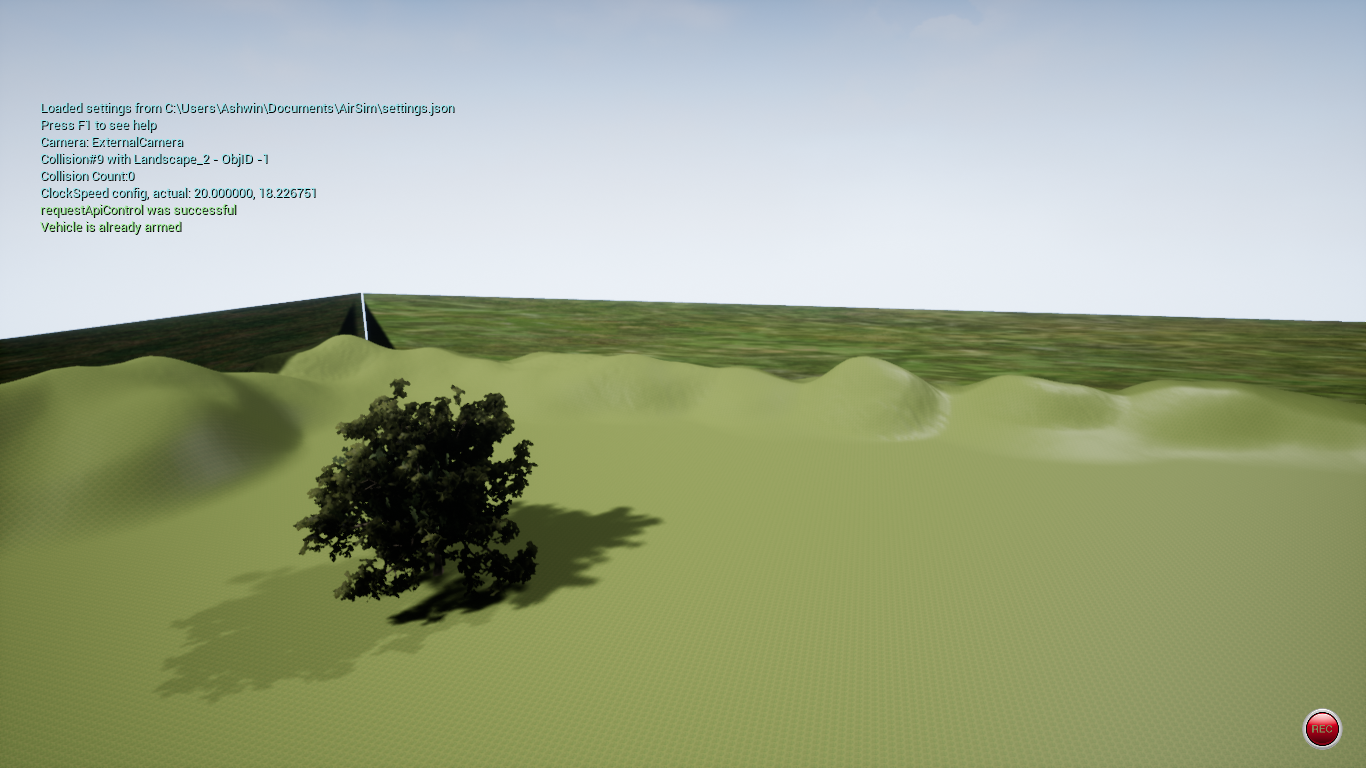 Loaded settings from C:\Users\Ashwin\Documents\AirSim\settings.json
Press F1 to see help
Camera: ExternalCamera
Collision#9 with Landscape_2 - ObjID -1
Collision Count:0
ClockSpeed config, actual: 20.000000, 18.226751
requestApiControl was successful
Vehicle is already armed
REC